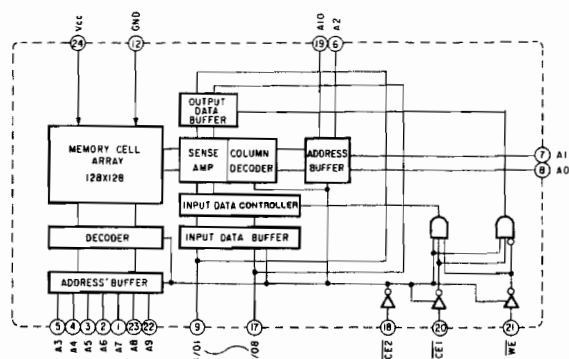 Vcc
GND
A10
A2
24
12
19
6
OUTPUT
DATA
BUFFER
MEMORY CELL
ARRAY
128X128
SENSE
AMP
COLUMN
DECODER
ADDRESS
BUFFER
7
A1
8
A0
INPUT DATA CONTROLLER
DECODER
INPUT DATA BUFFER
ADDRESS BUFFER
5
4
3
2
1
23
22
9
17
18
20
21
A3
A4
A5
A6
A7
A8
A9
I/O1
I/O8
CE2
CE1
WE